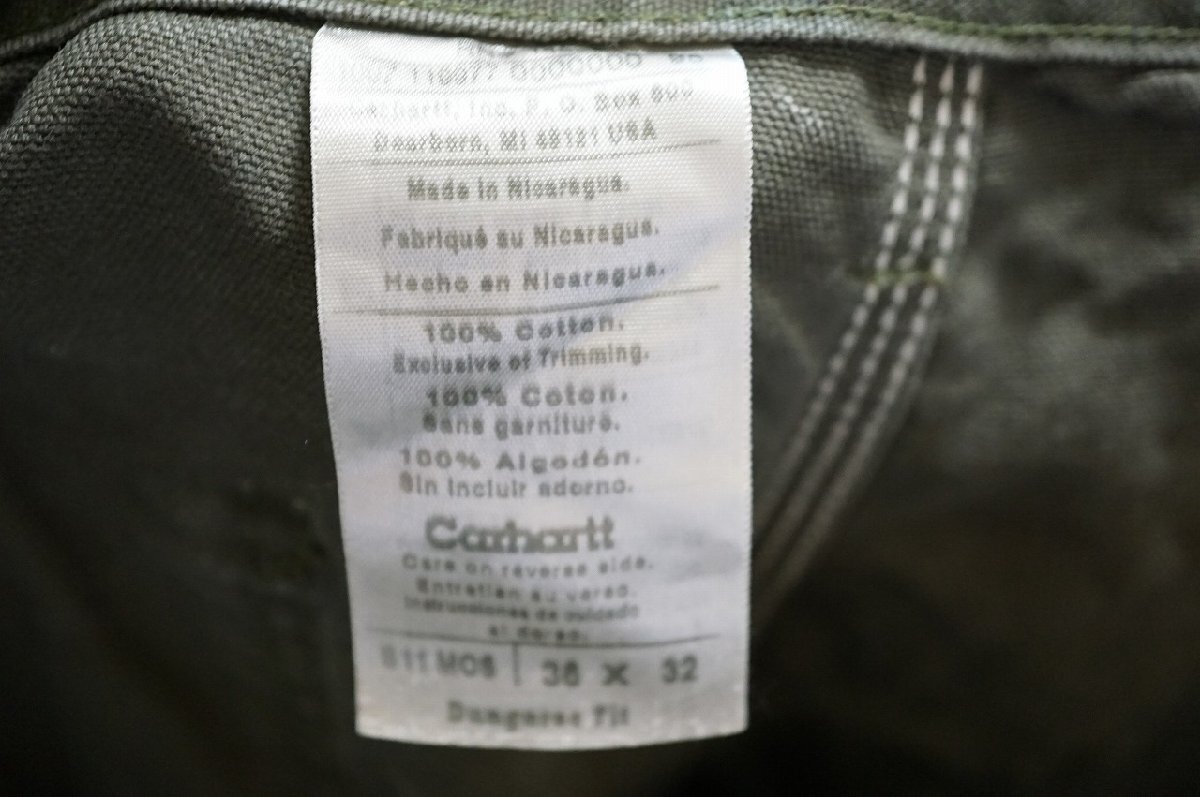 Inc. P. O. Box 600
Dearborn, MI 48121 USA
Made in Nicaragua.
Fabriqué au Nicaragua.
Hecho en Nicaragua.
100% Cotton.
Exclusive of Trimming.
100% Coton.
Sans garniture.
100% Algodón.
Sin incluir adorno.
Carhartt
Care on reverse side.
Entretien au verso.
Instrucciones de cuidado
al dorso.
B11 MOS | 36 X 32
Dungaree Fit